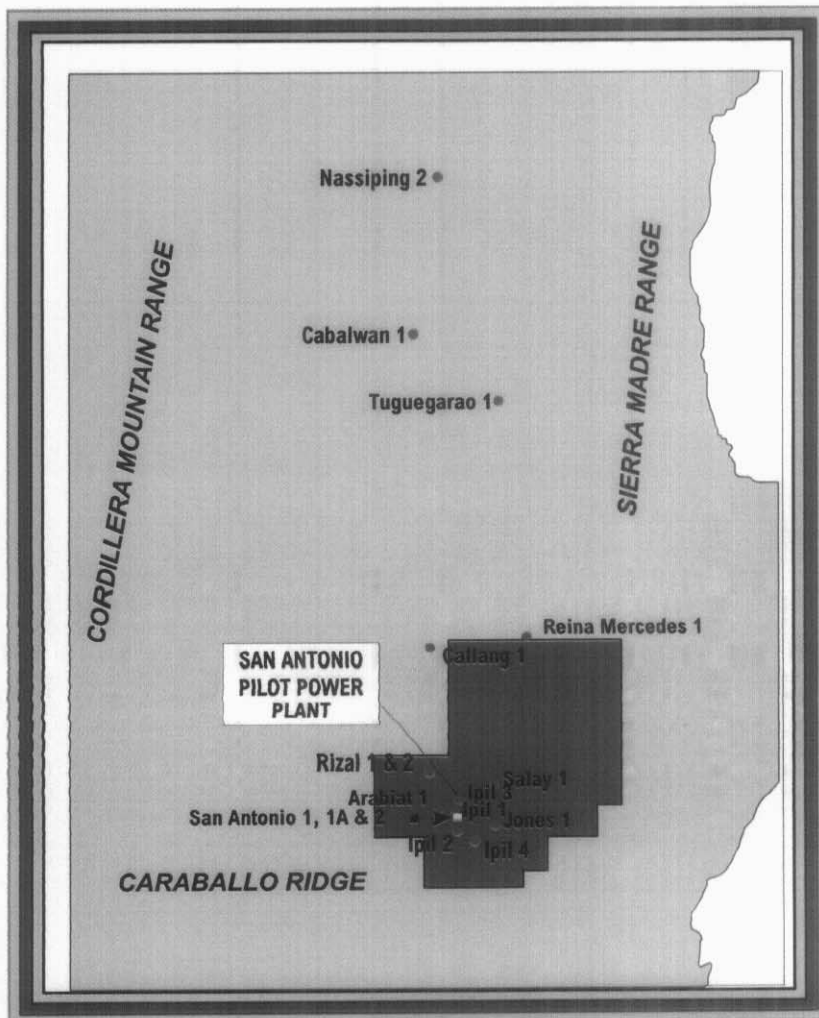 Nassiping 2
CORDILLERA MOUNTAIN RANGE
SIERRA MADRE RANGE
Cabalwan 1
Tuguegarao 1
Reina Mercedes 1
Callang 1
SAN ANTONIO
PILOT POWER
PLANT
Rizal 1 & 2
Salay 1
Ipil 3
Arabiat 1
Ipil 1
San Antonio 1, 1A & 2
Jones 1
Ipil 2
Ipil 4
CARABALLO RIDGE